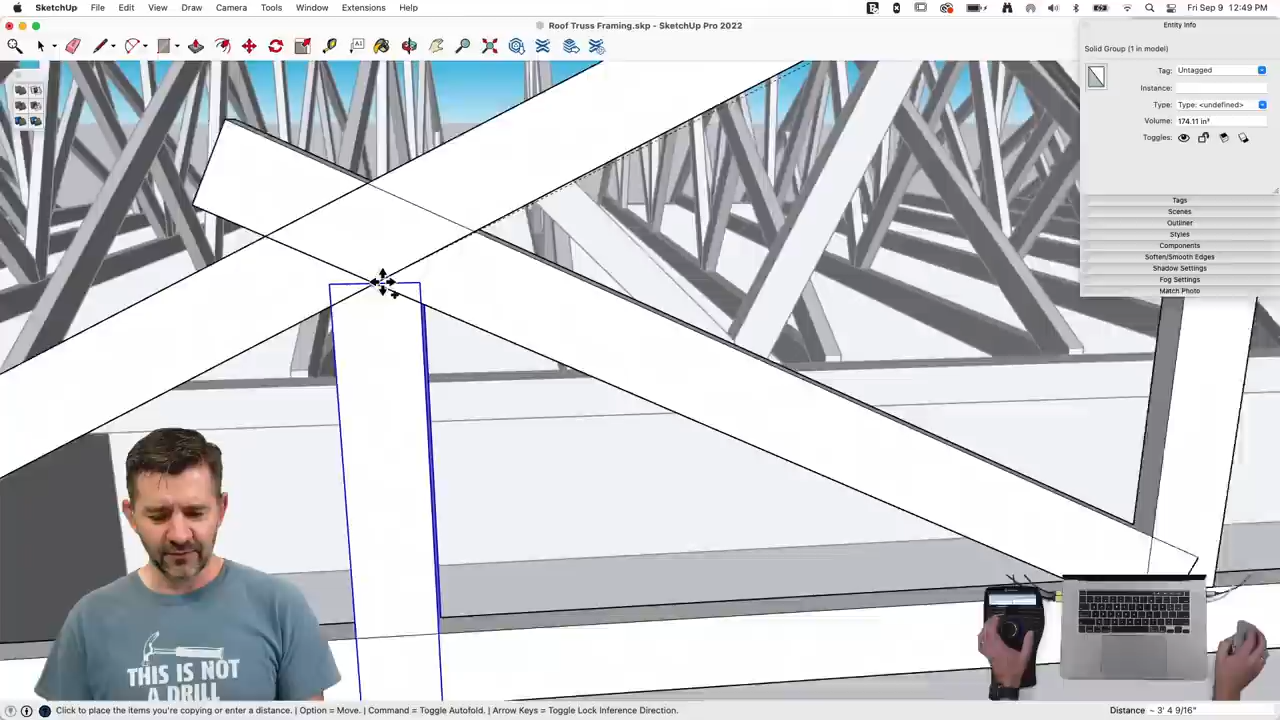 SketchUp File Edit View Draw Camera Tools Window Extensions Help Fri Sep 9 12:49 PM
Roof Truss Framing.skp - SketchUp Pro 2022
Entity Info
Solid Group (1 in model)
Tag: Untagged
Instance:
Type: Type: <undefined>
Volume: 174.11 in³
Toggles:
Tags
Scenes
Outliner
Styles
Components
Soften/Smooth Edges
Shadow Settings
Fog Settings
Match Photo
THIS IS NOT
A DRILL
Click to place the items you're copying or enter a distance. | Option = Move. | Command = Toggle Autofold. | Arrow Keys = Toggle Lock Inference Direction. Distance ~ 3' 4 9/16"